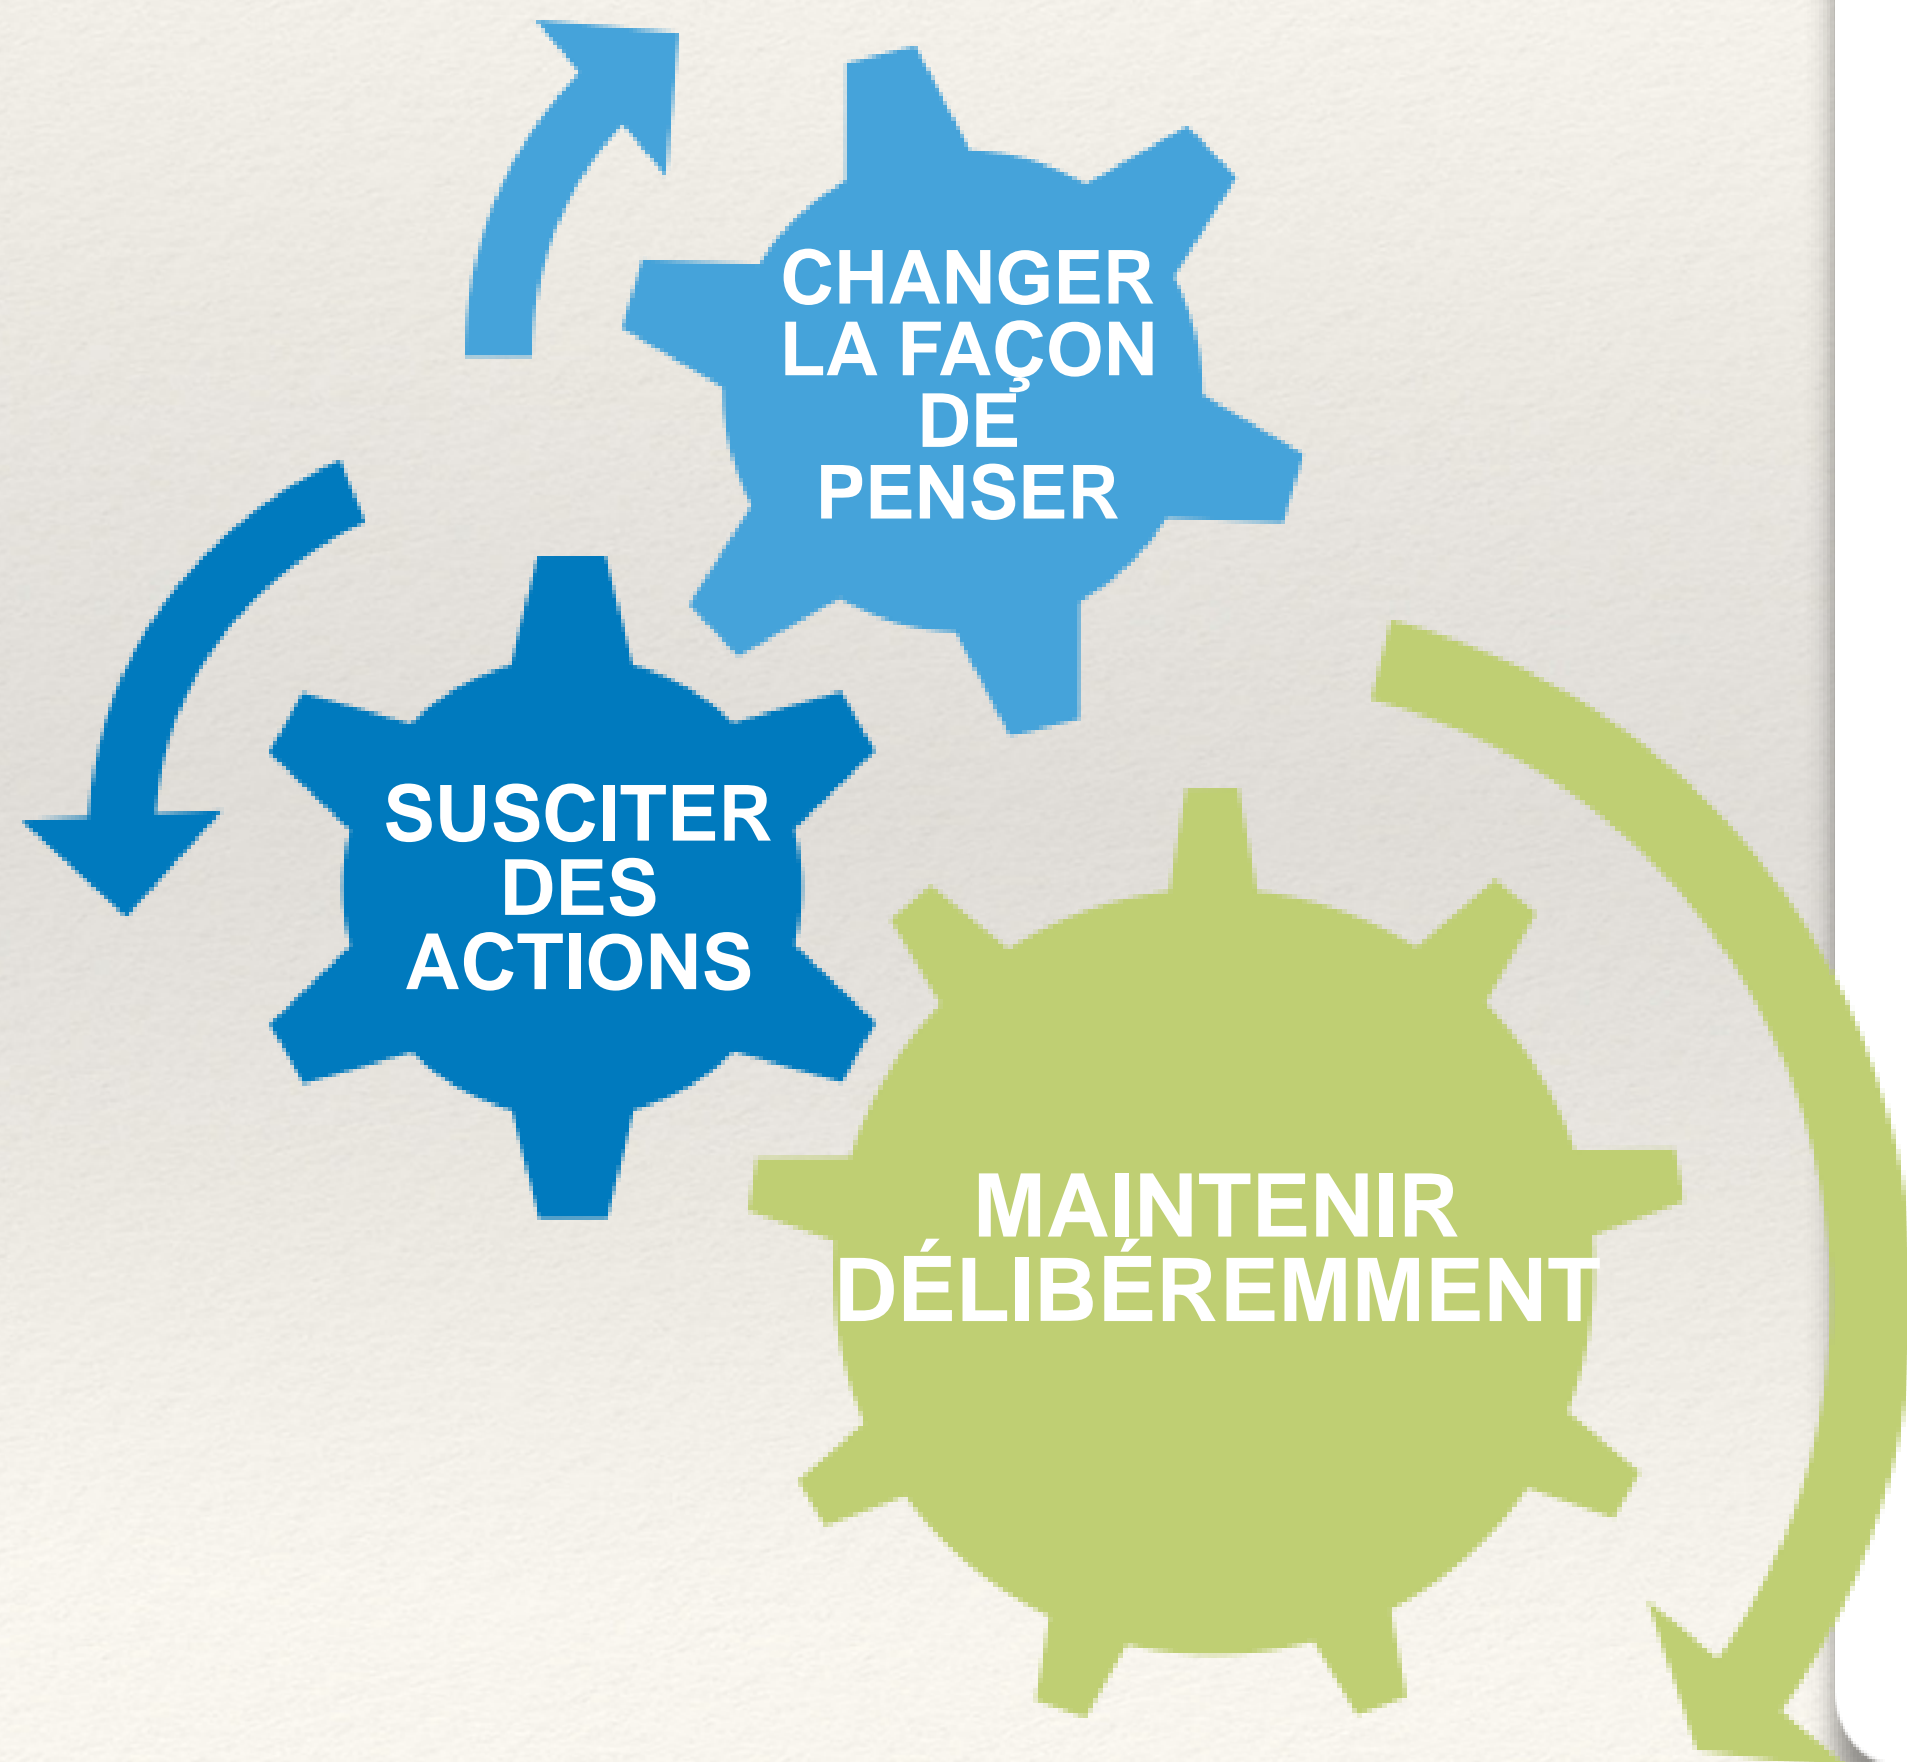 CHANGER
LA FAÇON
DE
PENSER
SUSCITER
DES
ACTIONS
MAINTENIR
DÉLIBÉREMMENT